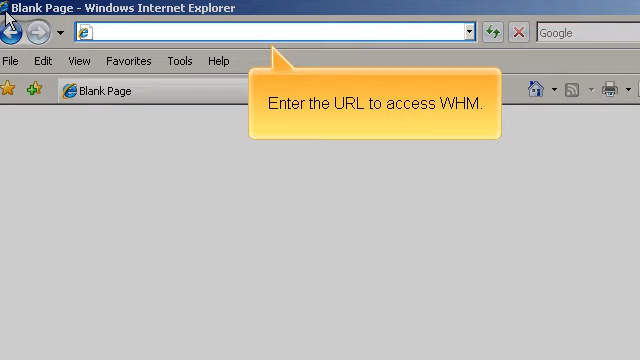 Blank Page - Windows Internet Explorer
Google
File Edit View Favorites Tools Help
Blank Page
Enter the URL to access WHM.